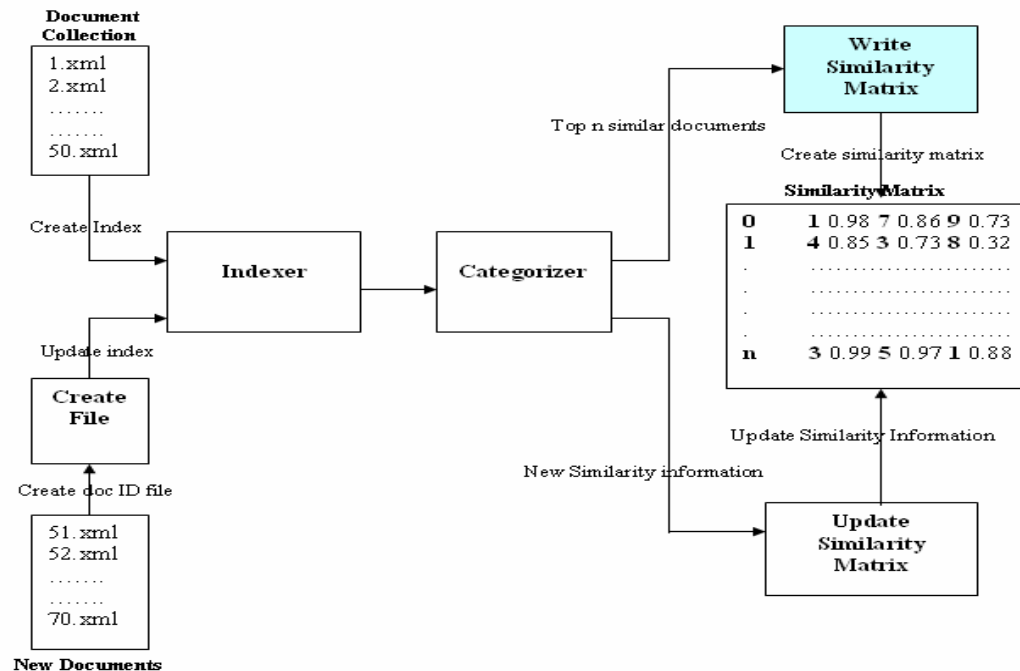 Document
Collection
1.xml
2.xml
.......
.......
50.xml
Create Index
Indexer
Categorizer
Update index
Create
File
Create doc ID file
51.xml
52.xml
.......
.......
70.xml
New Documents
Top n similar documents
Write
Similarity
Matrix
Create similarity matrix
Similarity Matrix
0 1 0.98 7 0.86 9 0.73
1 4 0.85 3 0.73 8 0.32
. ........................
. ........................
. ........................
. ........................
n 3 0.99 5 0.97 1 0.88
Update Similarity Information
New Similarity information
Update
Similarity
Matrix